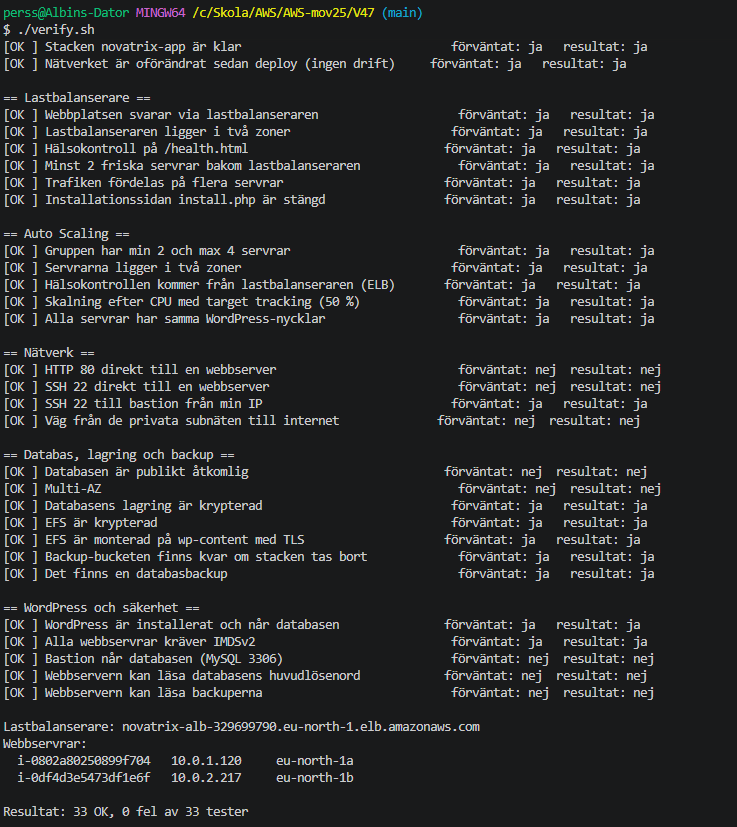 perss@Albins-Dator MINGW64 /c/Skola/AWS/AWS-mov25/V47 (main)
$ ./verify.sh
[OK ] Stacken novatrix-app är klar förväntat: ja resultat: ja
[OK ] Nätverket är oförändrat sedan deploy (ingen drift) förväntat: ja resultat: ja
== Lastbalanserare ==
[OK ] Webbplatsen svarar via lastbalanseraren förväntat: ja resultat: ja
[OK ] Lastbalanseraren ligger i två zoner förväntat: ja resultat: ja
[OK ] Hälsokontroll på /health.html förväntat: ja resultat: ja
[OK ] Minst 2 friska servrar bakom lastbalanseraren förväntat: ja resultat: ja
[OK ] Trafiken fördelas på flera servrar förväntat: ja resultat: ja
[OK ] Installationssidan install.php är stängd förväntat: ja resultat: ja
== Auto Scaling ==
[OK ] Gruppen har min 2 och max 4 servrar förväntat: ja resultat: ja
[OK ] Servrarna ligger i två zoner förväntat: ja resultat: ja
[OK ] Hälsokontrollen kommer från lastbalanseraren (ELB) förväntat: ja resultat: ja
[OK ] Skalning efter CPU med target tracking (50 %) förväntat: ja resultat: ja
[OK ] Alla servrar har samma WordPress-nycklar förväntat: ja resultat: ja
== Nätverk ==
[OK ] HTTP 80 direkt till en webbserver förväntat: nej resultat: nej
[OK ] SSH 22 direkt till en webbserver förväntat: nej resultat: nej
[OK ] SSH 22 till bastion från min IP förväntat: ja resultat: ja
[OK ] Väg från de privata subnäten till internet förväntat: nej resultat: nej
== Databas, lagring och backup ==
[OK ] Databasen är publikt åtkomlig förväntat: nej resultat: nej
[OK ] Multi-AZ förväntat: nej resultat: nej
[OK ] Databasens lagring är krypterad förväntat: ja resultat: ja
[OK ] EFS är krypterad förväntat: ja resultat: ja
[OK ] EFS är monterad på wp-content med TLS förväntat: ja resultat: ja
[OK ] Backup-bucketen finns kvar om stacken tas bort förväntat: ja resultat: ja
[OK ] Det finns en databasbackup förväntat: ja resultat: ja
== WordPress och säkerhet ==
[OK ] WordPress är installerat och når databasen förväntat: ja resultat: ja
[OK ] Alla webbservrar kräver IMDSv2 förväntat: ja resultat: ja
[OK ] Bastion når databasen (MySQL 3306) förväntat: nej resultat: nej
[OK ] Webbservern kan läsa databasens huvudlösenord förväntat: nej resultat: nej
[OK ] Webbservern kan läsa backuperna förväntat: nej resultat: nej
Lastbalanserare: novatrix-alb-329699790.eu-north-1.elb.amazonaws.com
Webbservrar:
i-0802a80250899f704 10.0.1.120 eu-north-1a
i-0df4d3e5473df1e6f 10.0.2.217 eu-north-1b
Resultat: 33 OK, 0 fel av 33 tester